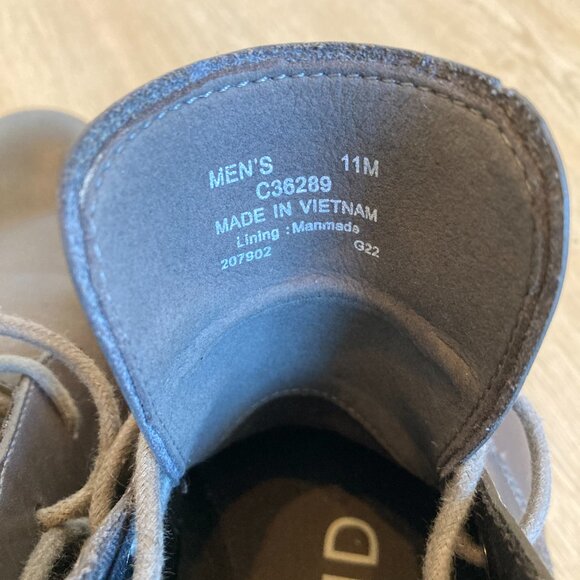 MEN'S 11M
C36289
MADE IN VIETNAM
Lining : Manmade
207902 G22